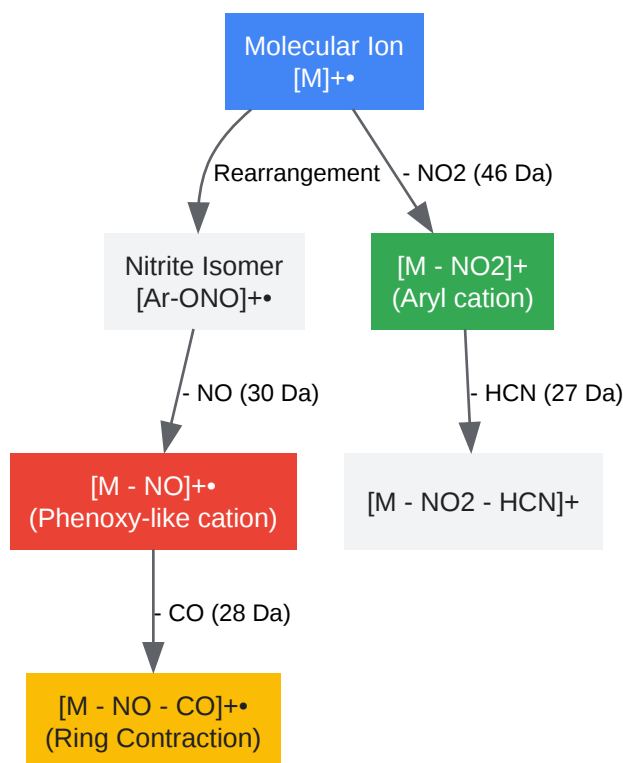 Molecular Ion
[M]+•
Rearrangement
- NO2 (46 Da)
Nitrite Isomer
[Ar-ONO]+•
[M - NO2]+
(Aryl cation)
- NO (30 Da)
- HCN (27 Da)
[M - NO]+•
(Phenoxy-like cation)
[M - NO2 - HCN]+
- CO (28 Da)
[M - NO - CO]+•
(Ring Contraction)